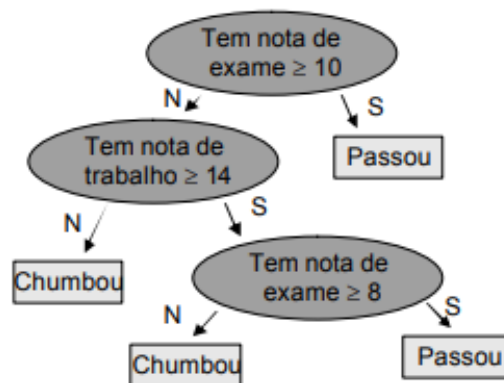 Tem nota de
exame ≥ 10
N
S
Tem nota de
trabalho ≥ 14
Passou
N
S
Chumbou
Tem nota de
exame ≥ 8
N
S
Chumbou
Passou